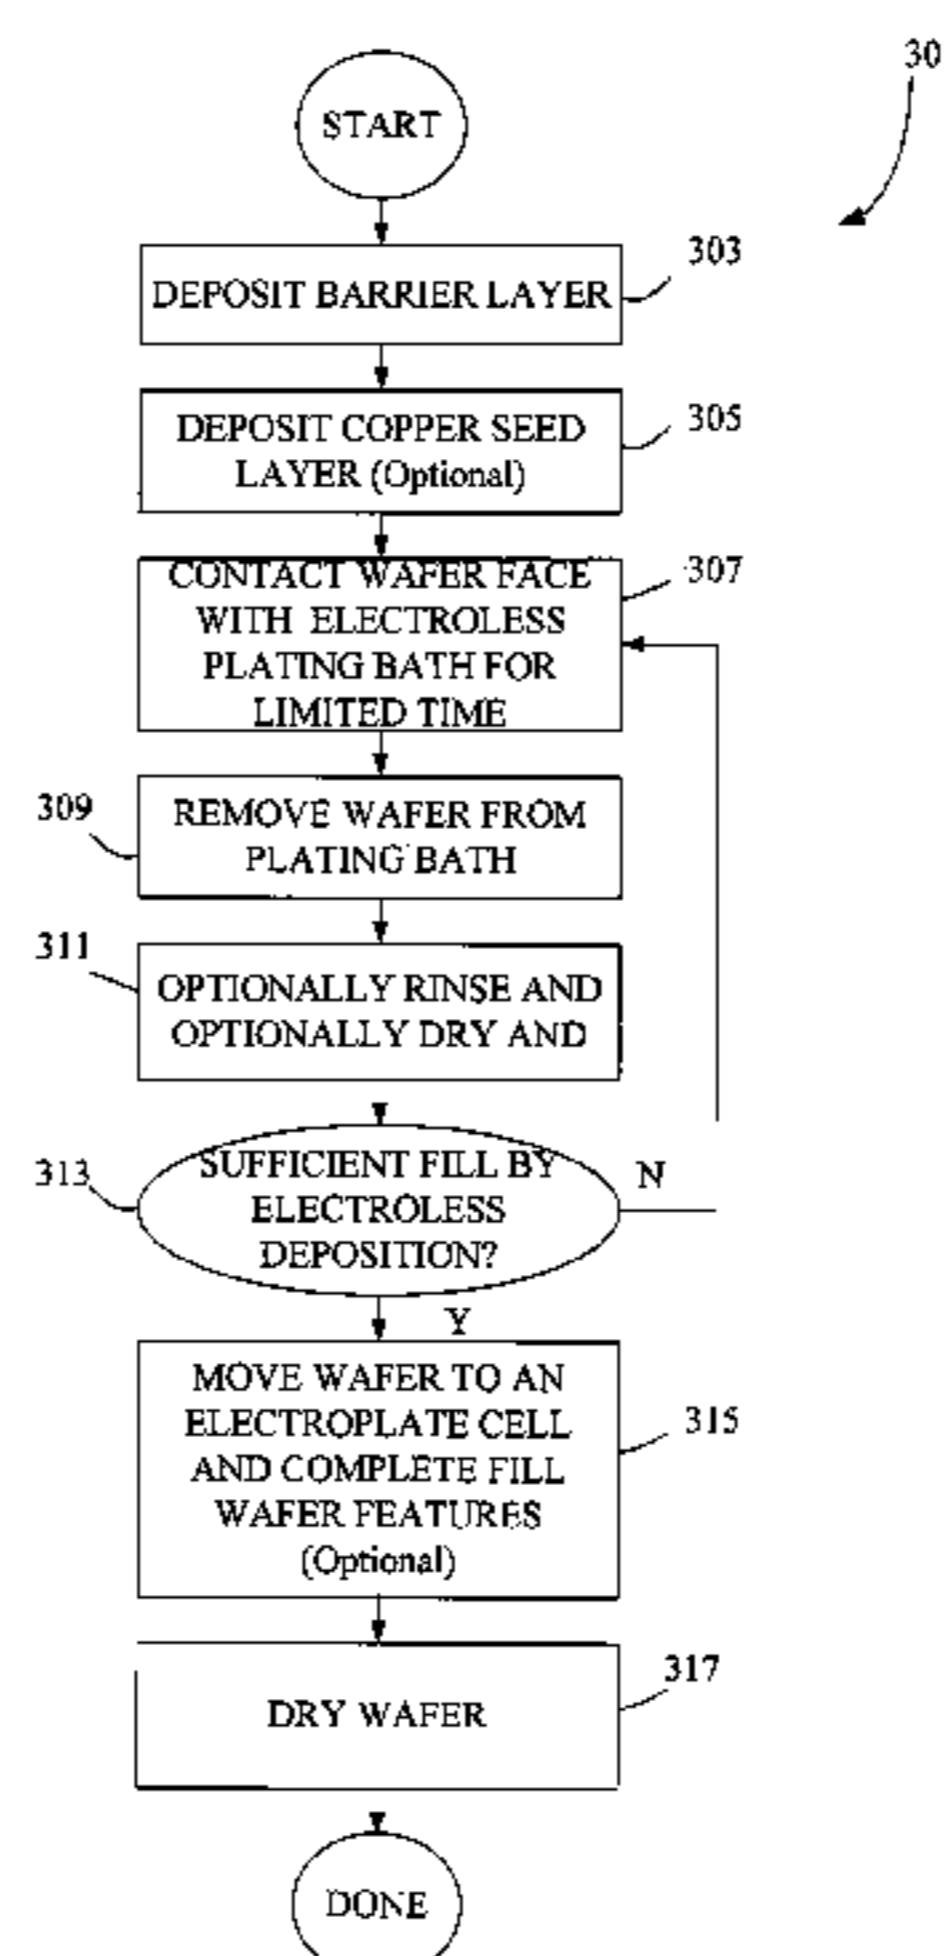 30
START
303
DEPOSIT BARRIER LAYER
305
DEPOSIT COPPER SEED
LAYER (Optional)
307
CONTACT WAFER FACE
WITH ELECTROLESS
PLATING BATH FOR
LIMITED TIME
309
REMOVE WAFER FROM
PLATING BATH
311
OPTIONALLY RINSE AND
OPTIONALLY DRY AND
313
SUFFICIENT FILL BY
ELECTROLESS
DEPOSITION?
N
Y
MOVE WAFER TO AN
ELECTROPLATE CELL
AND COMPLETE FILL
WAFER FEATURES
(Optional)
315
317
DRY WAFER
DONE